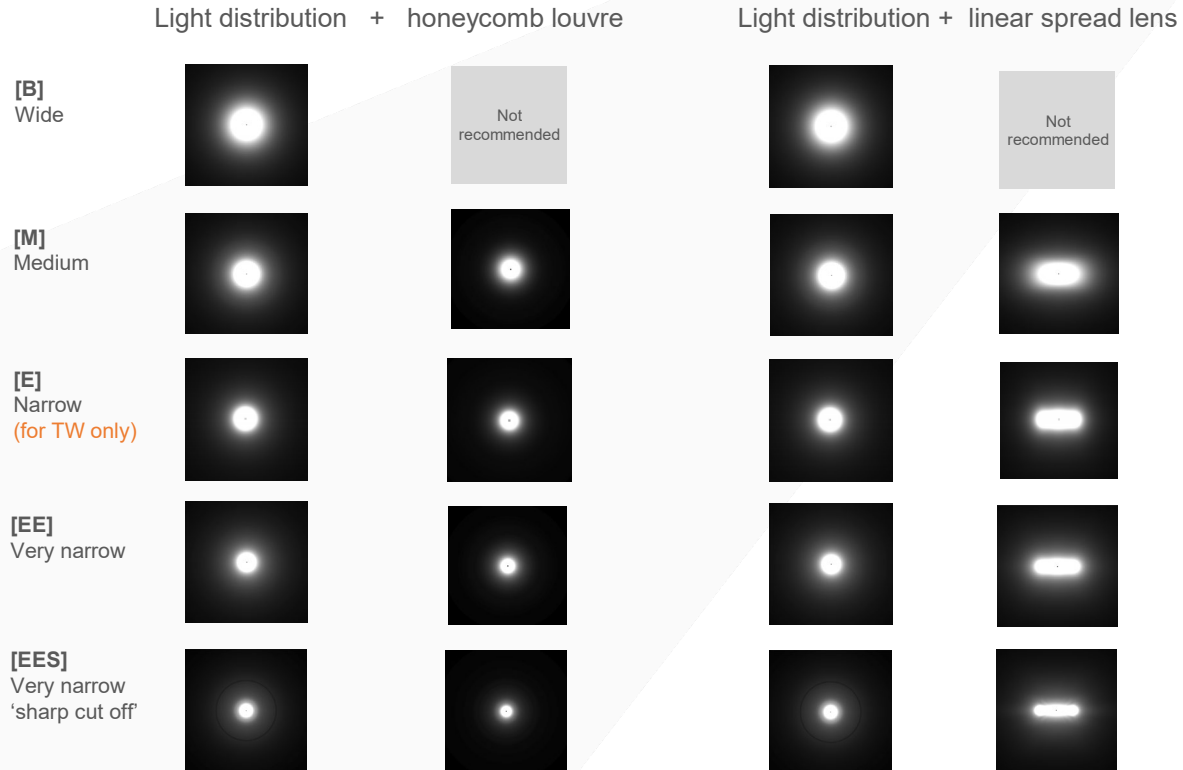 Light distribution + honeycomb louvre
Light distribution + linear spread lens
[B]
Wide
Not
recommended
Not
recommended
[M]
Medium
[E]
Narrow
(for TW only)
[EE]
Very narrow
[EES]
Very narrow
‘sharp cut off’